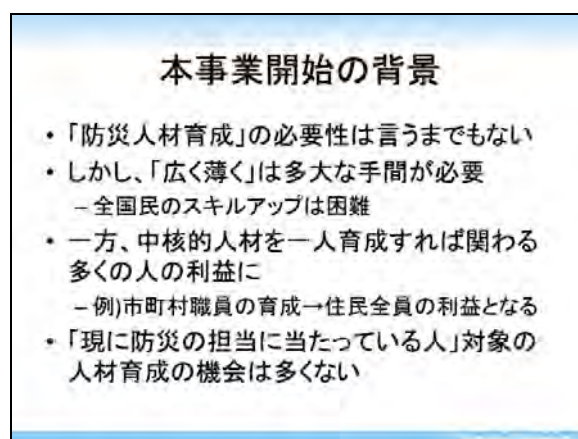 本事業開始の背景
・「防災人材育成」の必要性は言うまでもない
・しかし、「広く薄く」は多大な手間が必要
－全国民のスキルアップは困難
・一方、中核的人材を一人育成すれば関わる
多くの人の利益に
－例)市町村職員の育成→住民全員の利益となる
・「現に防災の担当に当たっている人」対象の
人材育成の機会は多くない